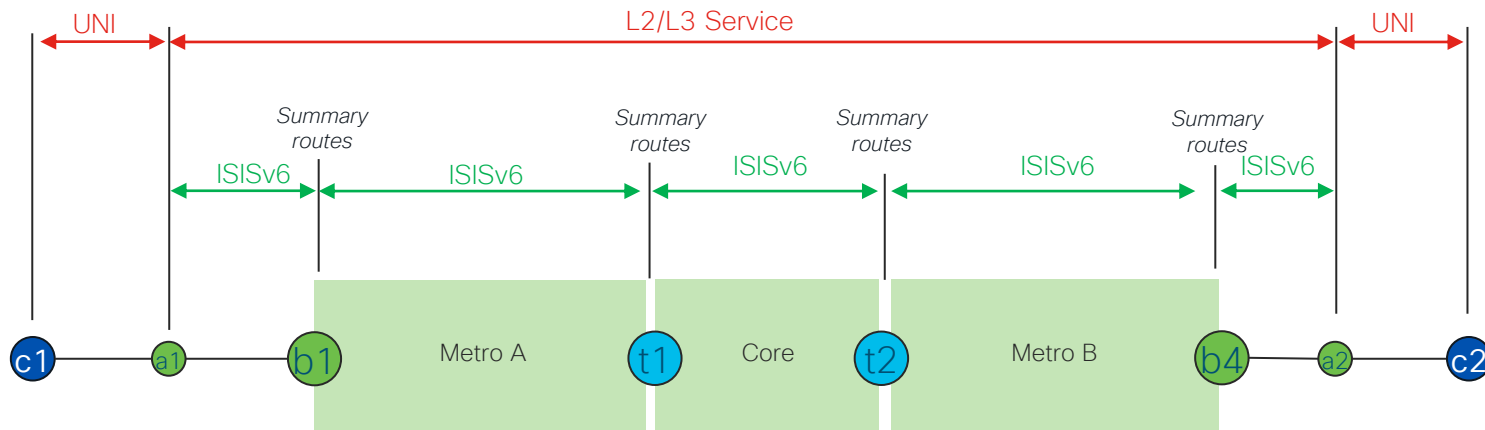 UNI
L2/L3 Service
UNI
Summary
routes
Summary
routes
Summary
routes
Summary
routes
ISISv6
ISISv6
ISISv6
ISISv6
ISISv6
c1
a1
b1
Metro A
t1
Core
t2
Metro B
b4
a2
c2